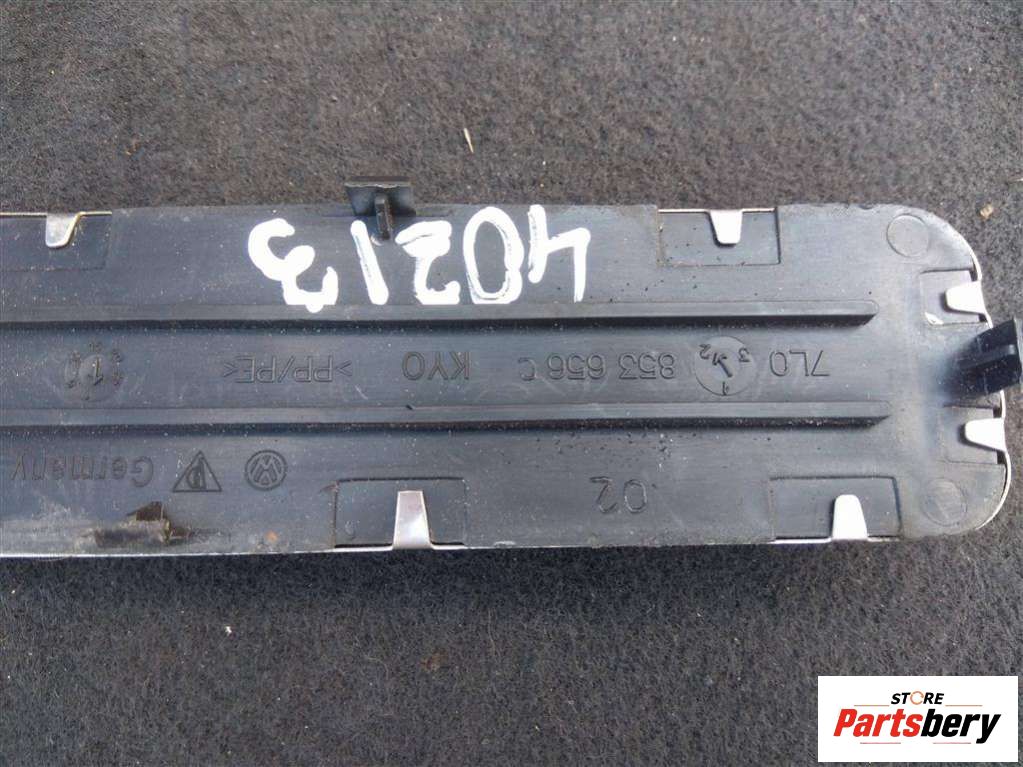 40213
7L0 853 656 C KYO >PP/PE<
Germany
02
STORE
Partsbery